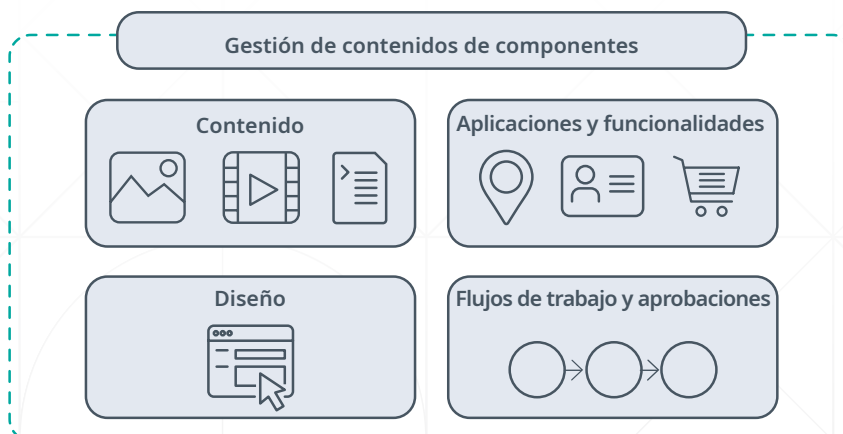 Gestión de contenidos de componentes
Contenido
Aplicaciones y funcionalidades
Diseño
Flujos de trabajo y aprobaciones